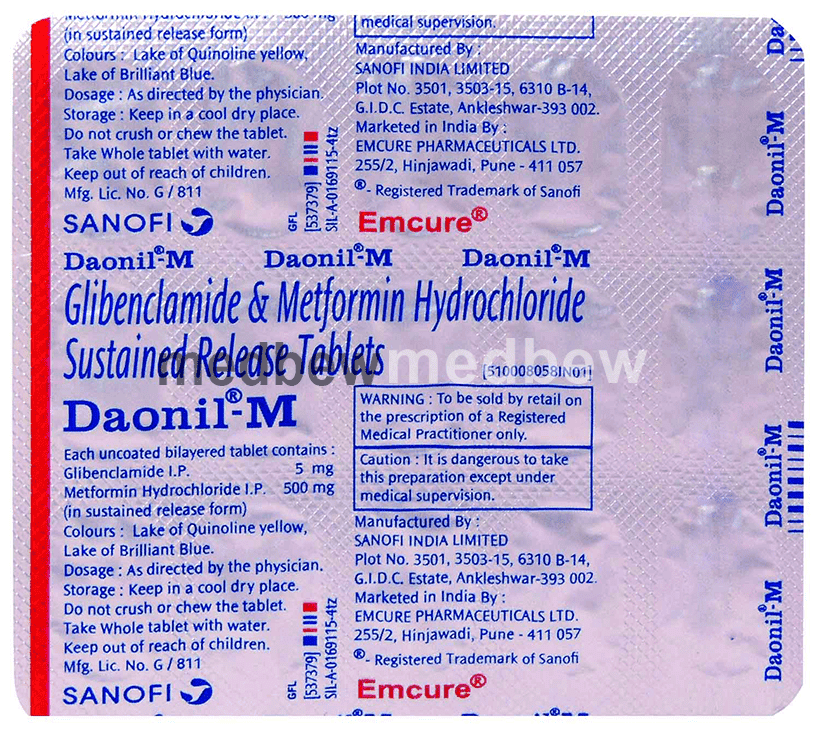 (in sustained release form)
Colours : Lake of Quinoline yellow,
Lake of Brilliant Blue.
Dosage : As directed by the physician.
Storage : Keep in a cool dry place.
Do not crush or chew the tablet.
Take Whole tablet with water.
Keep out of reach of children.
Mfg. Lic. No. G / 811
SANOFI
GFL
[537379]
SIL-A-0169115-4tz
medical supervision.
Manufactured By :
SANOFI INDIA LIMITED
Plot No. 3501, 3503-15, 6310 B-14,
G.I.D.C. Estate, Ankleshwar-393 002.
Marketed in India By :
EMCURE PHARMACEUTICALS LTD.
255/2, Hinjawadi, Pune - 411 057
®- Registered Trademark of Sanofi
Emcure®
Daonil®-M Daonil®-M Daonil®-M
Glibenclamide & Metformin Hydrochloride
Sustained Release Tablets
medbewmedbew
[510008058IN01]
Daonil®-M
Each uncoated bilayered tablet contains :
Glibenclamide I.P. 5 mg
Metformin Hydrochloride I.P. 500 mg
(in sustained release form)
Colours : Lake of Quinoline yellow,
Lake of Brilliant Blue.
Dosage : As directed by the physician.
Storage : Keep in a cool dry place.
Do not crush or chew the tablet.
Take Whole tablet with water.
Keep out of reach of children.
Mfg. Lic. No. G / 811
SANOFI
GFL
[537379]
SIL-A-0169115-4tz
WARNING : To be sold by retail on
the prescription of a Registered
Medical Practitioner only.
Caution : It is dangerous to take
this preparation except under
medical supervision.
Manufactured By :
SANOFI INDIA LIMITED
Plot No. 3501, 3503-15, 6310 B-14,
G.I.D.C. Estate, Ankleshwar-393 002.
Marketed in India By :
EMCURE PHARMACEUTICALS LTD.
255/2, Hinjawadi, Pune - 411 057
®- Registered Trademark of Sanofi
Emcure®
Daonil®-M
Daonil®-M
Daonil®-M
Daonil®-M